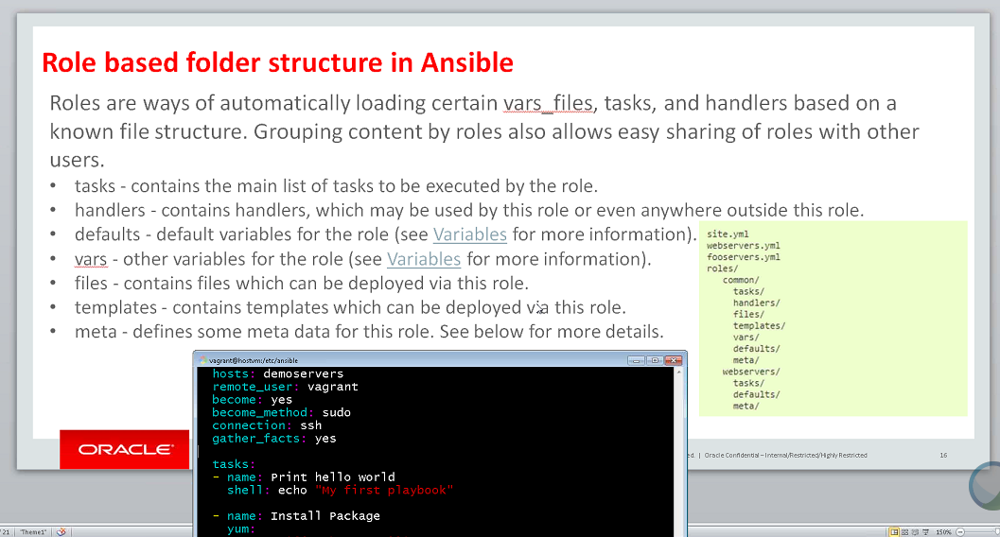 Role based folder structure in Ansible
Roles are ways of automatically loading certain vars_files, tasks, and handlers based on a
known file structure. Grouping content by roles also allows easy sharing of roles with other
users.
• tasks - contains the main list of tasks to be executed by the role.
• handlers - contains handlers, which may be used by this role or even anywhere outside this role.
• defaults - default variables for the role (see Variables for more information).
• vars - other variables for the role (see Variables for more information).
• files - contains files which can be deployed via this role.
• templates - contains templates which can be deployed via this role.
• meta - defines some meta data for this role. See below for more details.
site.yml
webservers.yml
fooservers.yml
roles/
common/
tasks/
handlers/
files/
templates/
vars/
defaults/
meta/
webservers/
tasks/
defaults/
meta/
vagrant@hostvm:/etc/ansible
hosts: demoservers
remote_user: vagrant
become: yes
become_method: sudo
connection: ssh
gather_facts: yes
tasks:
- name: Print hello world
shell: echo "My first playbook"
- name: Install Package
yum:
ORACLE®
ed. | Oracle Confidential – Internal/Restricted/Highly Restricted
16
/ 21
"Theme1"
150%